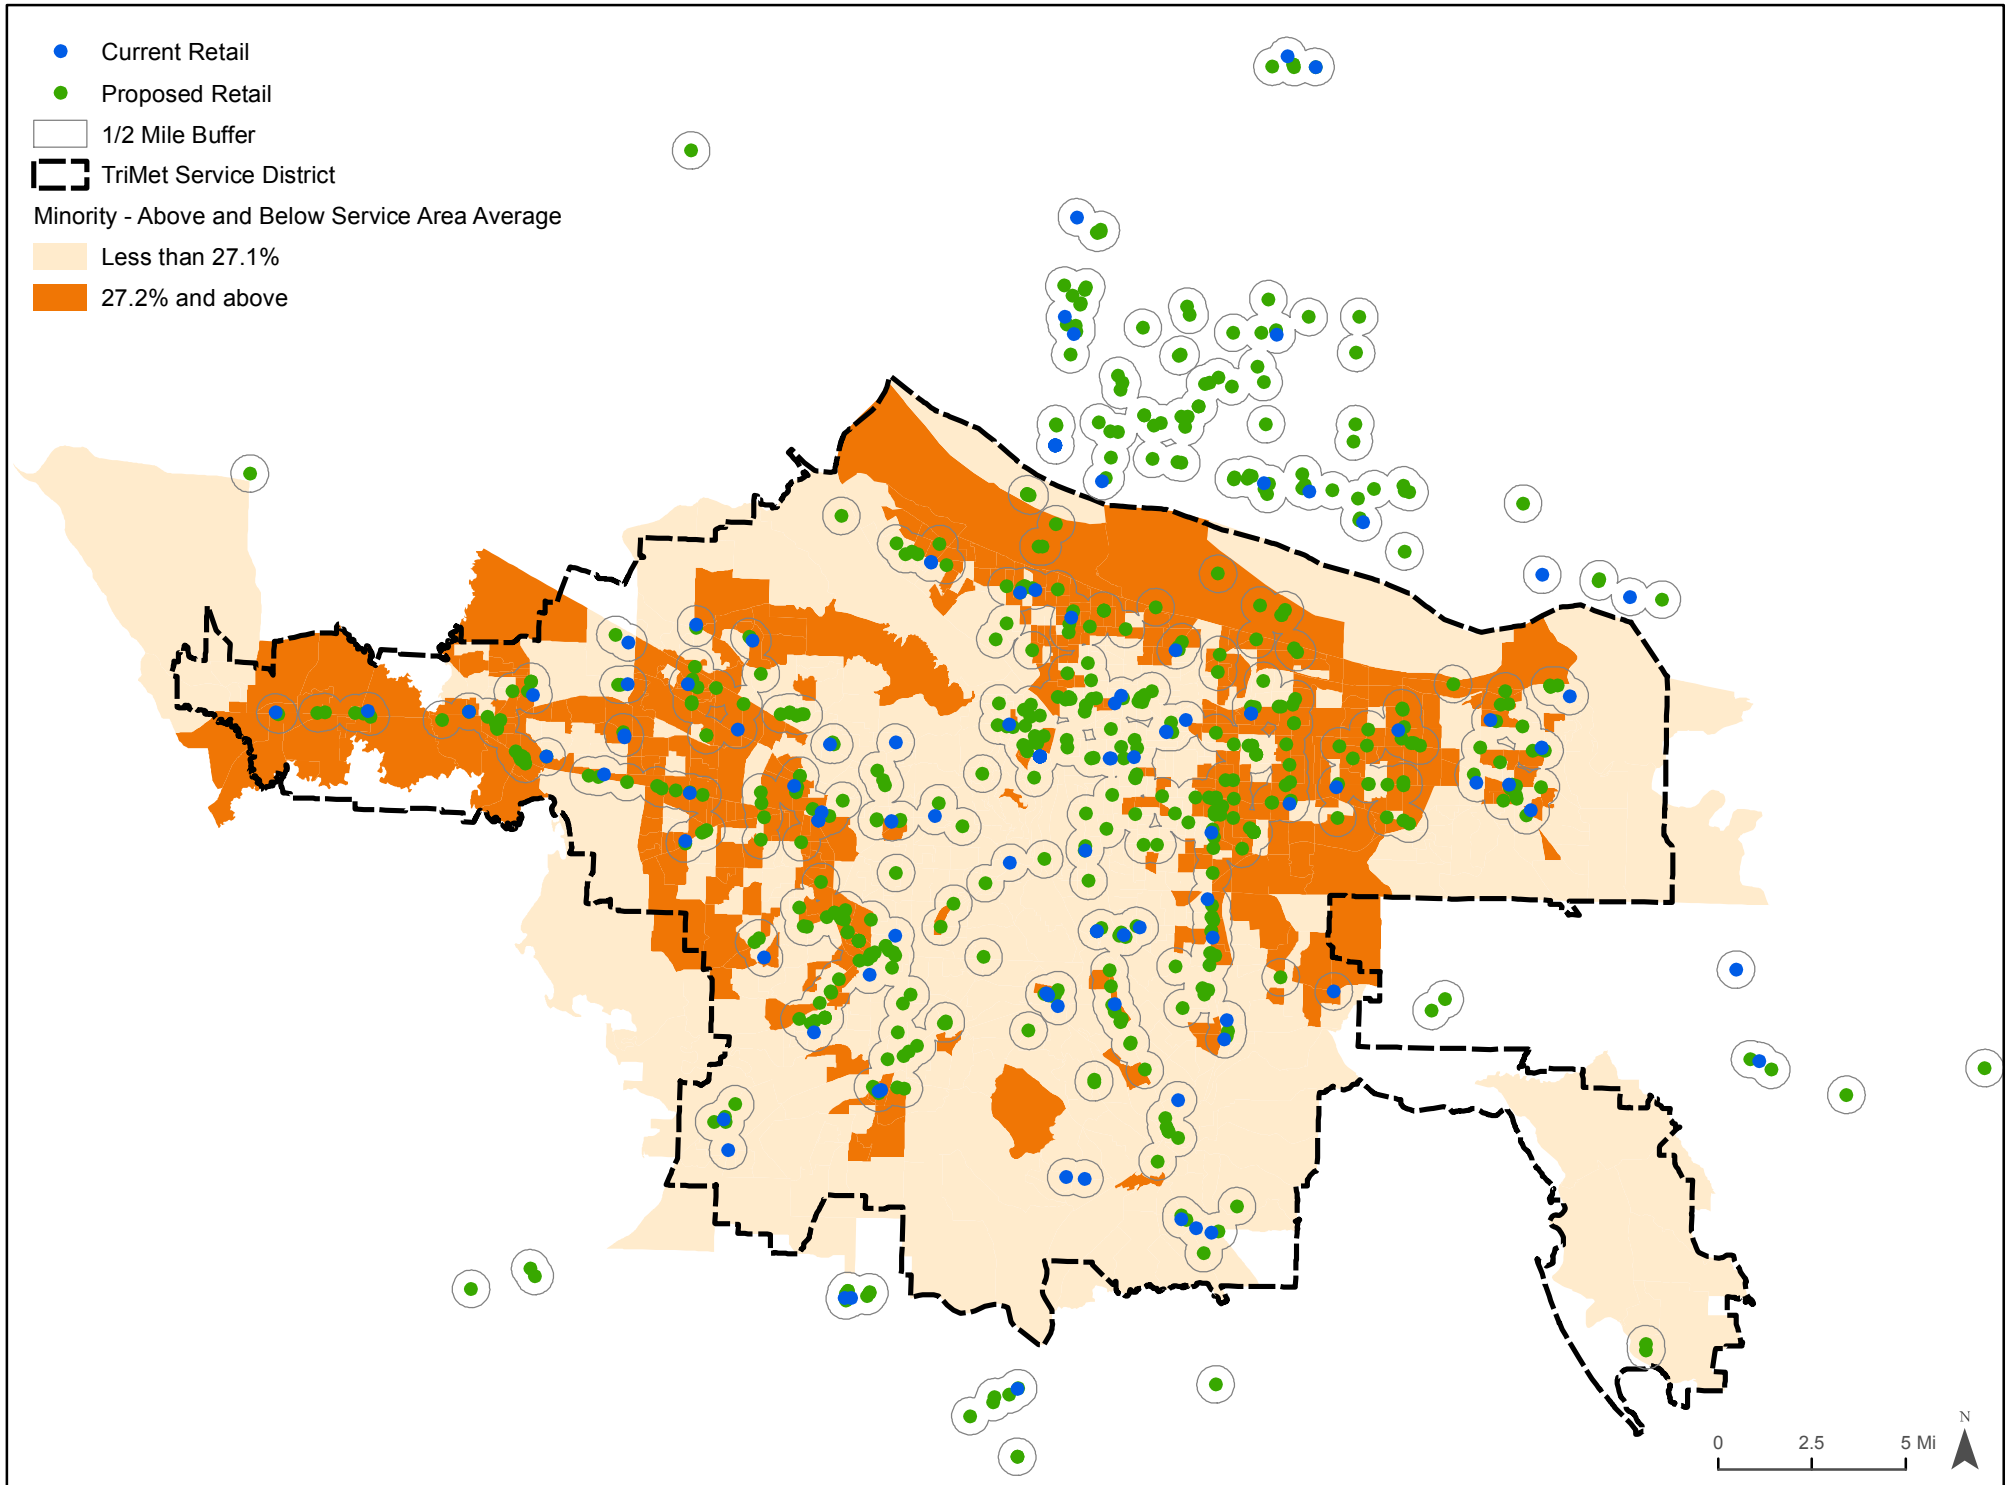 Current Retail
Proposed Retail
1/2 Mile Buffer
TriMet Service District
Minority - Above and Below Service Area Average
Less than 27.1%
27.2% and above
N
0 2.5 5 Mi